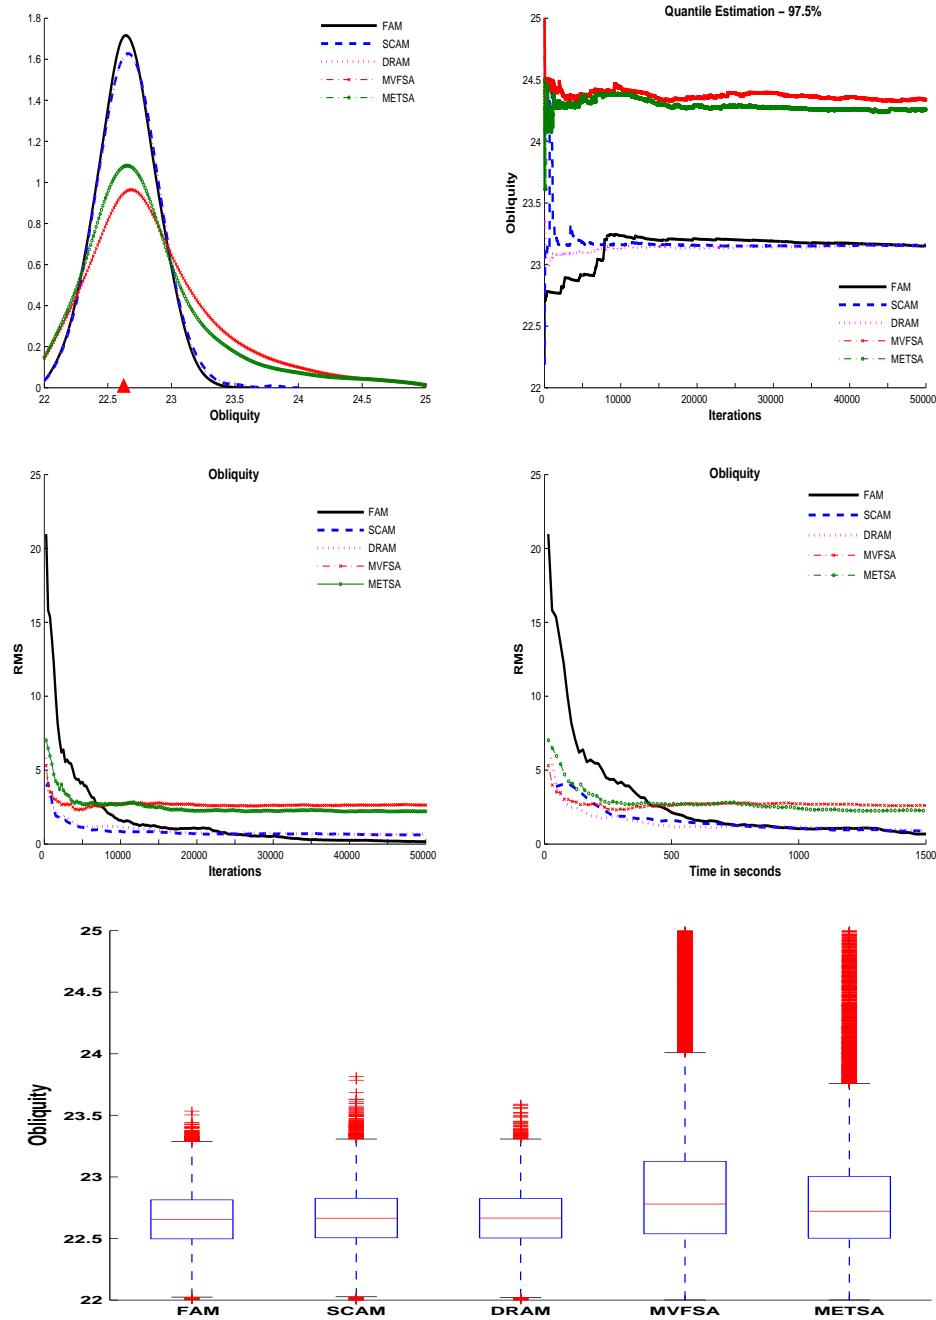 1.8
1.6
1.4
1.2
1
0.8
0.6
0.4
0.2
0
22
22.5
23
23.5
24
24.5
25
Obliquity
FAM
SCAM
DRAM
MVFSA
METSA
Quantile Estimation – 97.5%
25
24.5
24
23.5
23
22.5
22
Obliquity
0
10000
20000
30000
40000
50000
Iterations
FAM
SCAM
DRAM
MVFSA
METSA
Obliquity
25
20
15
10
5
0
RMS
0
10000
20000
30000
40000
50000
Iterations
FAM
SCAM
DRAM
MVFSA
METSA
Obliquity
25
20
15
10
5
0
RMS
0
500
1000
1500
Time in seconds
FAM
SCAM
DRAM
MVFSA
METSA
25
24.5
24
23.5
23
22.5
22
Obliquity
FAM
SCAM
DRAM
MVFSA
METSA